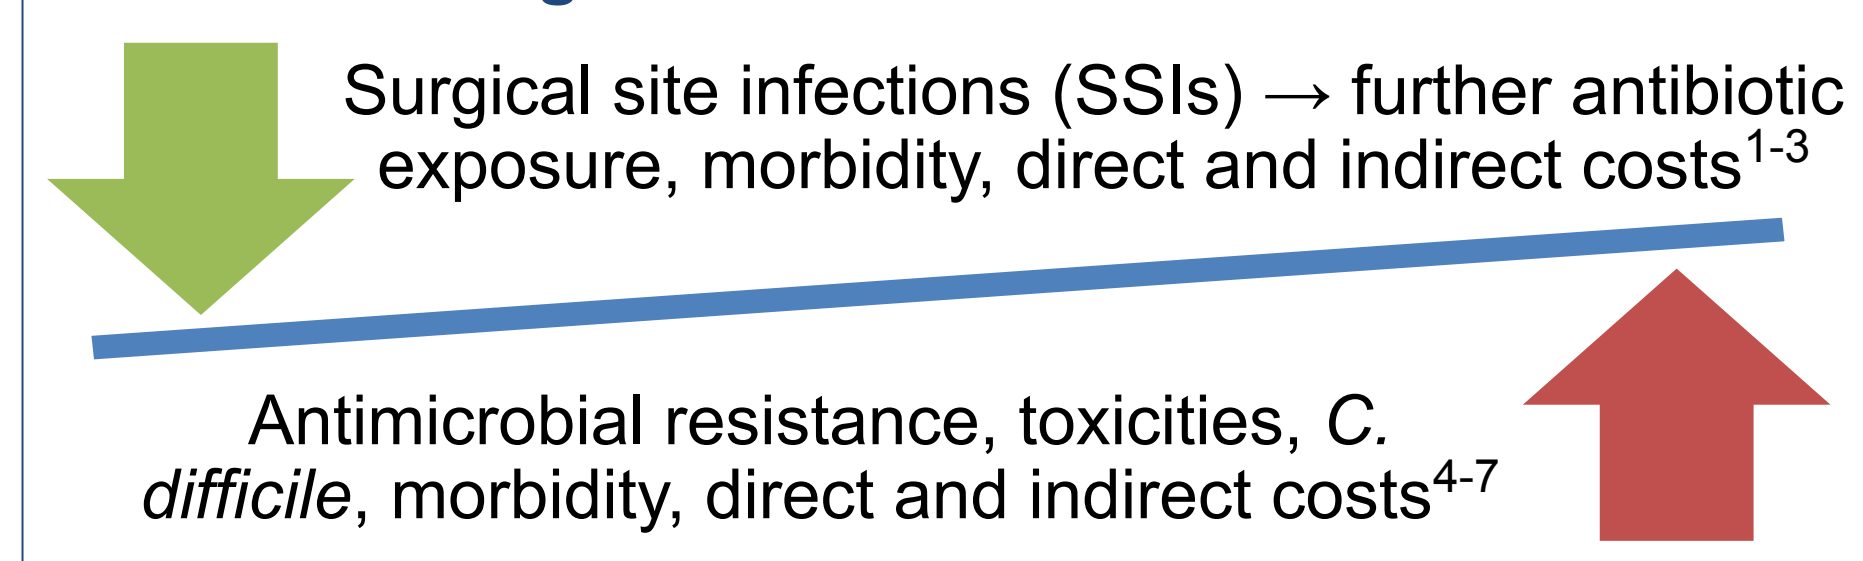 Surgical site infections (SSIs) → further antibiotic
exposure, morbidity, direct and indirect costs¹⁻³
Antimicrobial resistance, toxicities, C.
difficile, morbidity, direct and indirect costs⁴⁻⁷